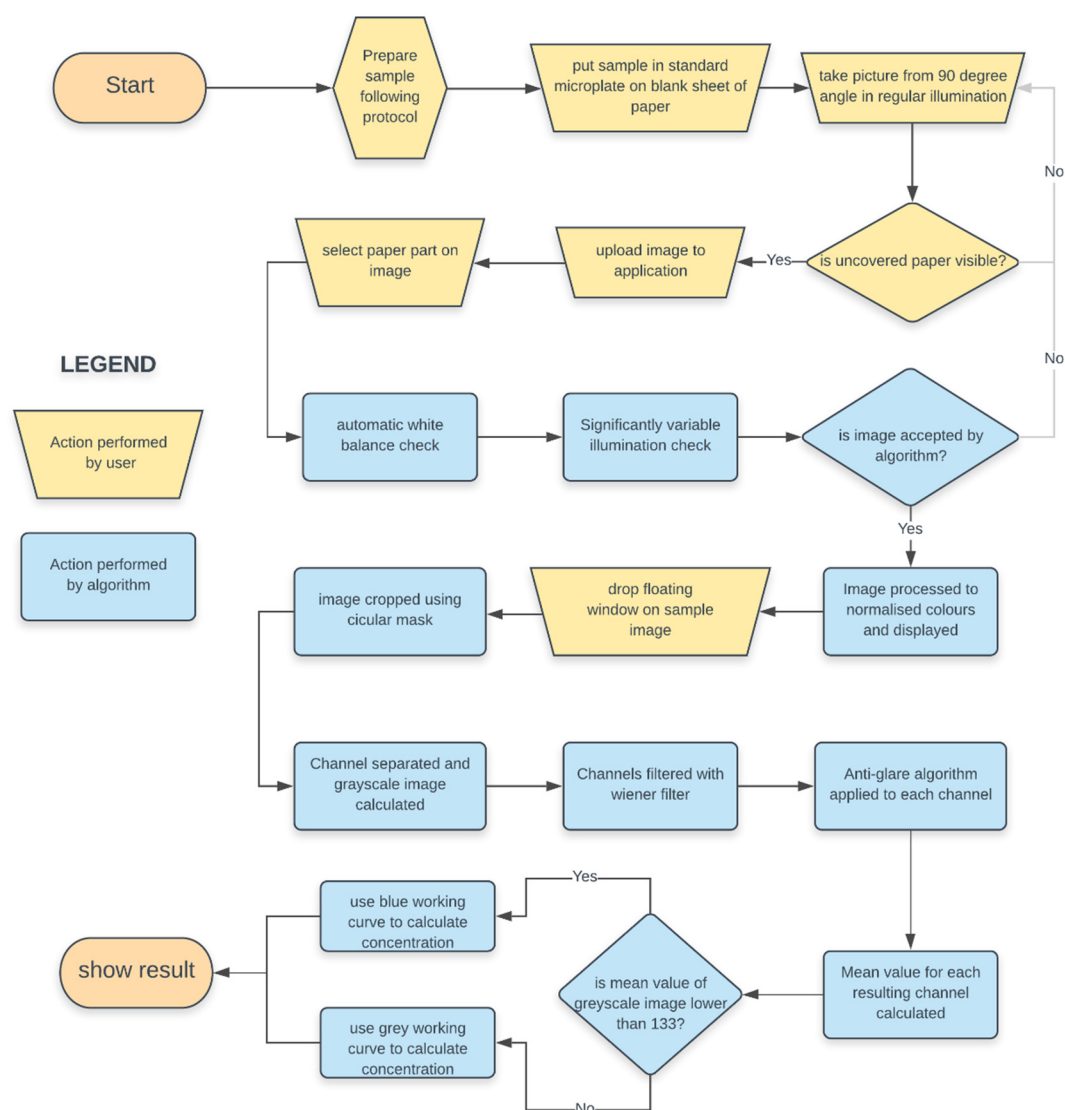 Start
Prepare
sample
following
protocol
put sample in standard
microplate on blank sheet of
paper
take picture from 90 degree
angle in regular illumination
No
select paper part on
image
upload image to
application
Yes
is uncovered paper visible?
LEGEND
No
Action performed
by user
automatic white
balance check
Significantly variable
illumination check
is image accepted by
algorithm?
Yes
Action performed
by algorithm
image cropped using
cicular mask
drop floating
window on sample
image
Image processed to
normalised colours
and displayed
Channel separated and
grayscale image
calculated
Channels filtered with
wiener filter
Anti-glare algorithm
applied to each channel
Yes
use blue working
curve to calculate
concentration
show result
is mean value of
greyscale image lower
than 133?
Mean value for each
resulting channel
calculated
use grey working
curve to calculate
concentration
No